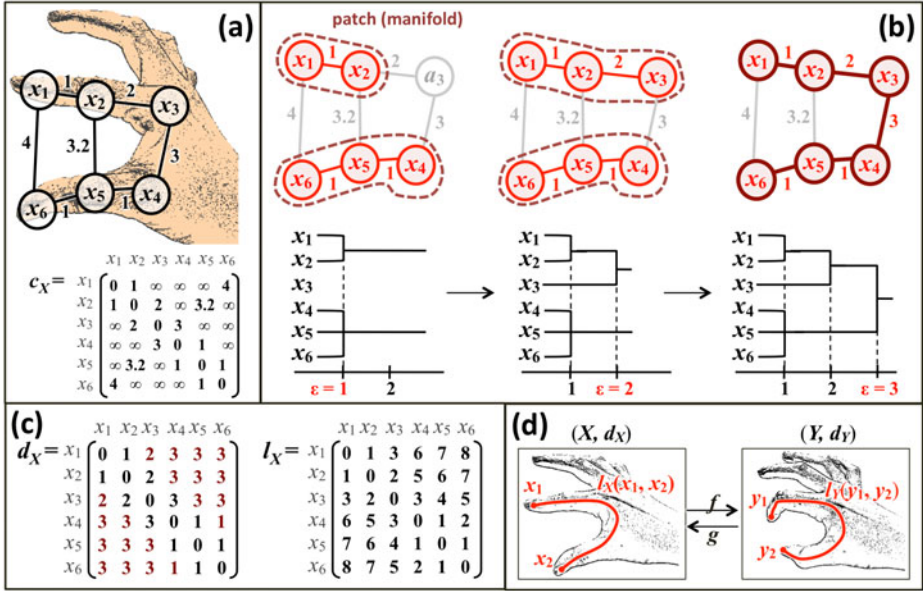 (a)
x1 1 x2 2 x3
4 3.2 3
x6 1 x5 1 x4
x1 x2 x3 x4 x5 x6
cX=
x1 0 1 ∞ ∞ ∞ 4
x2 1 0 2 ∞ 3.2 ∞
x3 ∞ 2 0 3 ∞ ∞
x4 ∞ ∞ 3 0 1 ∞
x5 ∞ 3.2 ∞ 1 0 1
x6 4 ∞ ∞ ∞ 1 0
(b)
patch (manifold)
x1 1 x2 2 a3
4 3.2 3
x6 1 x5 1 x4
x1
x2
x3
x4
x5
x6
ε = 1 2
x1 1 x2 2 x3
4 3.2 3
x6 1 x5 1 x4
x1
x2
x3
x4
x5
x6
1 ε = 2
x1 1 x2 2 x3
4 3.2 3
x6 1 x5 1 x4
x1
x2
x3
x4
x5
x6
1 2 ε = 3
(c)
x1 x2 x3 x4 x5 x6
dX=
x1 0 1 2 3 3 3
x2 1 0 2 3 3 3
x3 2 2 0 3 3 3
x4 3 3 3 0 1 1
x5 3 3 3 1 0 1
x6 3 3 3 1 1 0
x1 x2 x3 x4 x5 x6
lX=
x1 0 1 3 6 7 8
x2 1 0 2 5 6 7
x3 3 2 0 3 4 5
x4 6 5 3 0 1 2
x5 7 6 4 1 0 1
x6 8 7 5 2 1 0
(d)
(X, dX) (Y, dY)
x1 lX(x1, x2)
x2
f
g
y1 lY(y1, y2)
y2